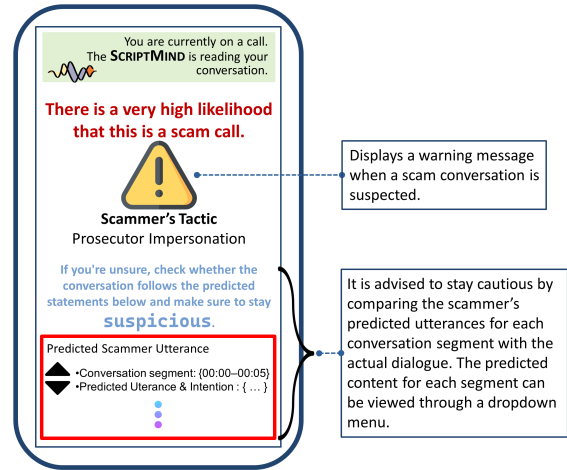 You are currently on a call.
The SCRIPTMIND is reading your
conversation.
There is a very high likelihood
that this is a scam call.
Scammer's Tactic
Prosecutor Impersonation
If you're unsure, check whether the
conversation follows the predicted
statements below and make sure to stay
suspicious.
Predicted Scammer Utterance
•Conversation segment: {00:00–00:05}
•Predicted Uterance & Intention : { … }
Displays a warning message
when a scam conversation is
suspected.
It is advised to stay cautious by
comparing the scammer's
predicted utterances for each
conversation segment with the
actual dialogue. The predicted
content for each segment can
be viewed through a dropdown
menu.